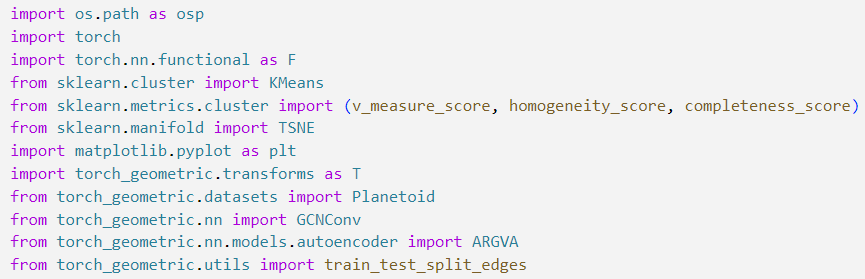 import os.path as osp
import torch
import torch.nn.functional as F
from sklearn.cluster import KMeans
from sklearn.metrics.cluster import (v_measure_score, homogeneity_score, completeness_score)
from sklearn.manifold import TSNE
import matplotlib.pyplot as plt
import torch_geometric.transforms as T
from torch_geometric.datasets import Planetoid
from torch_geometric.nn import GCNConv
from torch_geometric.nn.models.autoencoder import ARGVA
from torch_geometric.utils import train_test_split_edges